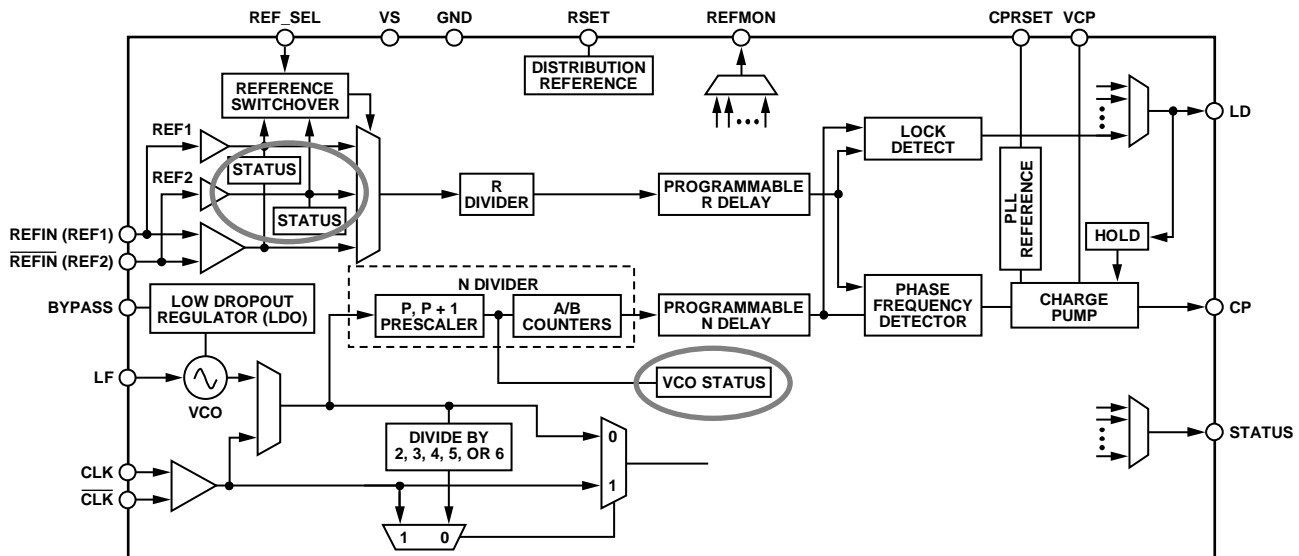 REF_SEL
VS
GND
RSET
REFMON
CPRSET
VCP
DISTRIBUTION
REFERENCE
REFERENCE
SWITCHOVER
REF1
STATUS
REF2
STATUS
R
DIVIDER
PROGRAMMABLE
R DELAY
LOCK
DETECT
LD
PLL
REFERENCE
HOLD
REFIN (REF1)
REFIN (REF2)
BYPASS
LOW DROPOUT
REGULATOR (LDO)
N DIVIDER
P, P + 1
PRESCALER
A/B
COUNTERS
PROGRAMMABLE
N DELAY
PHASE
FREQUENCY
DETECTOR
CHARGE
PUMP
CP
LF
VCO
VCO STATUS
STATUS
DIVIDE BY
2, 3, 4, 5, OR 6
0
1
CLK
CLK
1 0